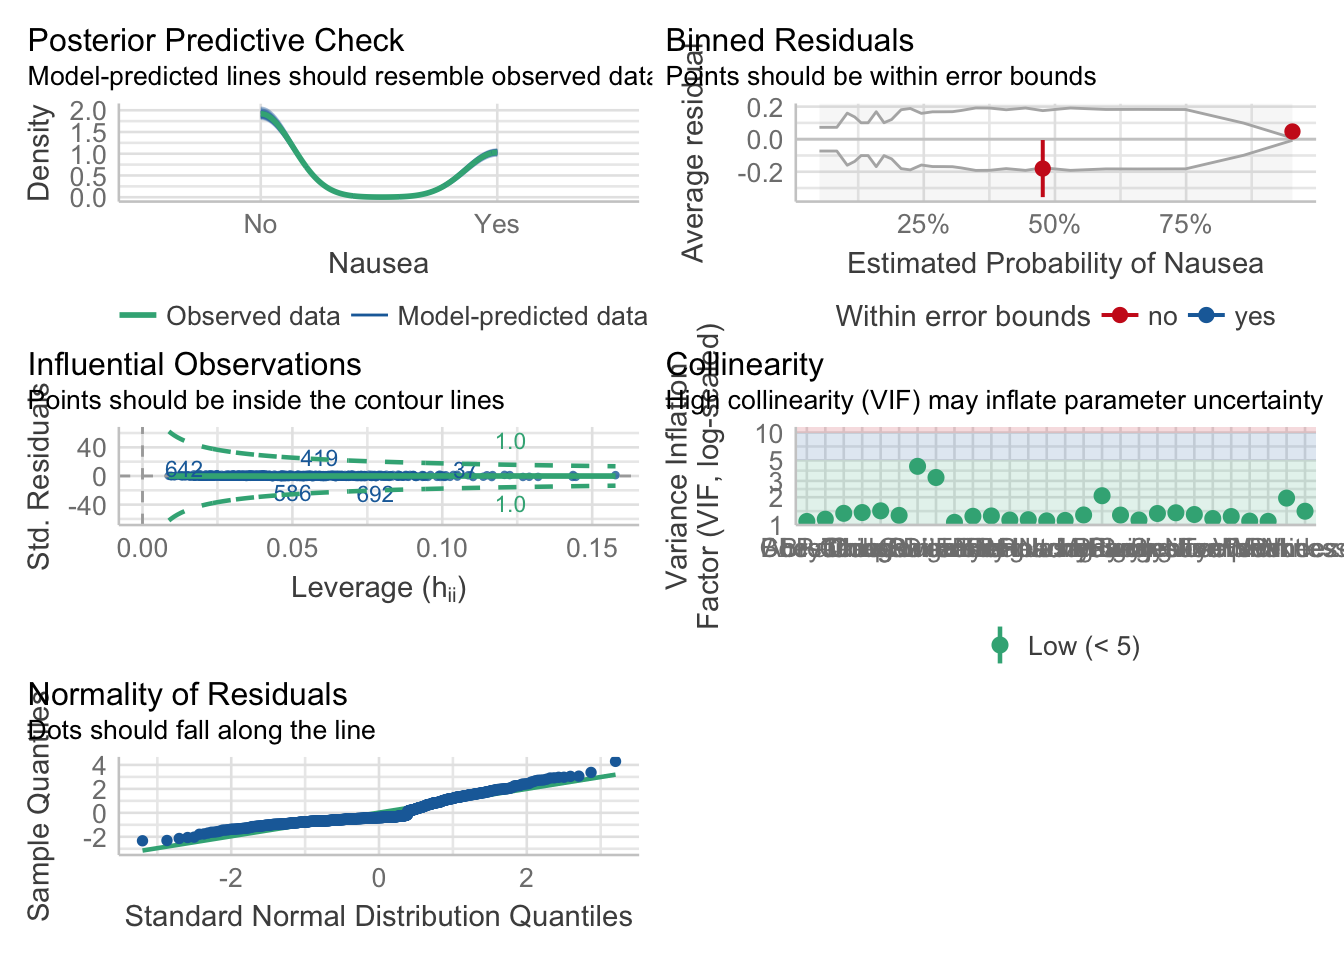 Posterior Predictive Check
Model-predicted lines should resemble observed data
Density
2.0
1.5
1.0
0.5
0.0
No Yes
Nausea
Observed data Model-predicted data
Binned Residuals
Points should be within error bounds
Average residual
0.2
0.0
-0.2
25% 50% 75%
Estimated Probability of Nausea
Within error bounds no yes
Influential Observations
Points should be inside the contour lines
Std. Residuals
40
0
-40
642 419 37
586 692
1.0
1.0
0.00 0.05 0.10 0.15
Leverage (hii)
Collinearity
High collinearity (VIF) may inflate parameter uncertainty
Variance Inflation
Factor (VIF, log-scaled)
10
5
3
2
1
Low (< 5)
Normality of Residuals
Dots should fall along the line
Sample Quantiles
4
2
0
-2
-2 0 2
Standard Normal Distribution Quantiles